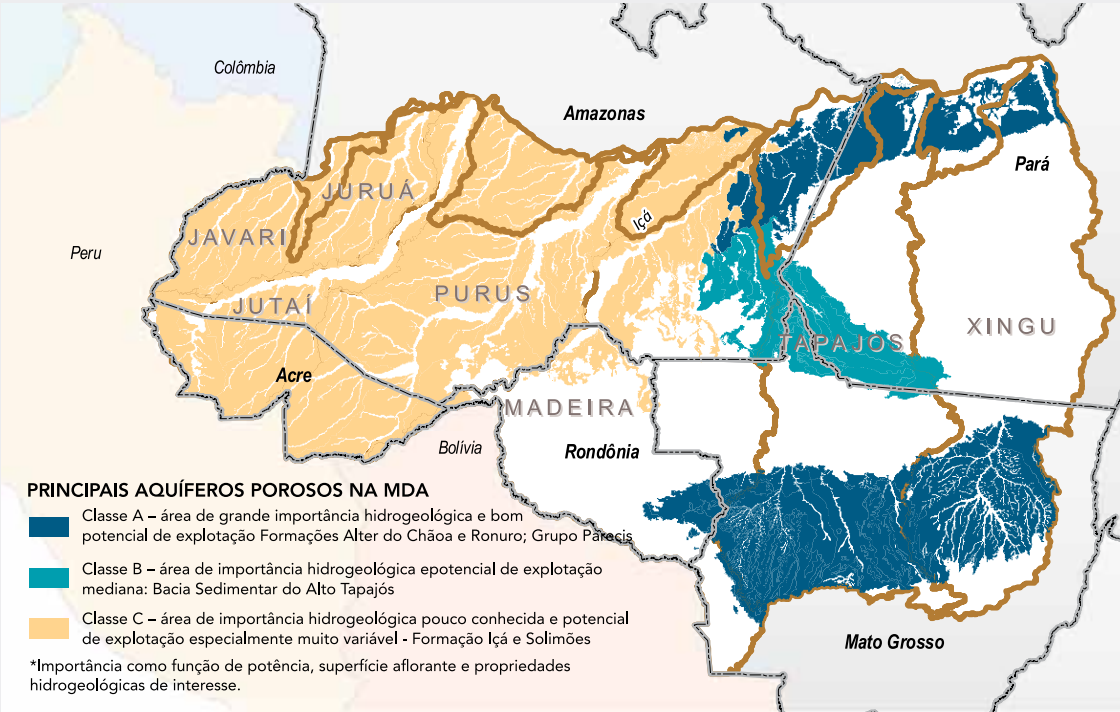 Colômbia
Amazonas
Pará
JURUÁ
Içá
JAVARI
Peru
PURUS
JUTAÍ
XINGU
TAPAJÓS
Acre
MADEIRA
Bolívia
Rondônia
PRINCIPAIS AQUÍFEROS POROSOS NA MDA
Classe A – área de grande importância hidrogeológica e bom
potencial de explotação Formações Alter do Chãoa e Ronuro; Grupo Parecis
Classe B – área de importância hidrogeológica epotencial de explotação
mediana: Bacia Sedimentar do Alto Tapajós
Classe C – área de importância hidrogeológica pouco conhecida e potencial
de explotação especialmente muito variável - Formação Içá e Solimões
Mato Grosso
*Importância como função de potência, superfície aflorante e propriedades
hidrogeológicas de interesse.